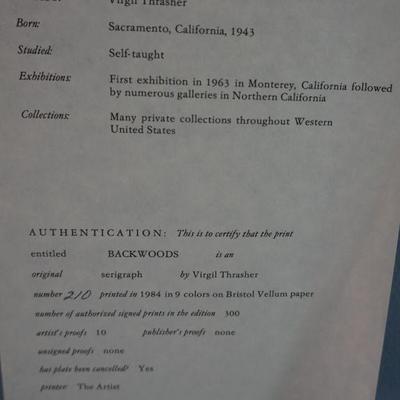 Virgil Thrasher
Born: Sacramento, California, 1943
Studied: Self-taught
Exhibitions: First exhibition in 1963 in Monterey, California followed
by numerous galleries in Northern California
Collections: Many private collections throughout Western
United States
AUTHENTICATION: This is to certify that the print
entitled BACKWOODS is an
original serigraph by Virgil Thrasher
number 210 printed in 1984 in 9 colors on Bristol Vellum paper
number of authorized signed prints in the edition 300
artist's proofs 10 publisher's proofs none
unsigned proofs none
has plate been cancelled? Yes
printer The Artist